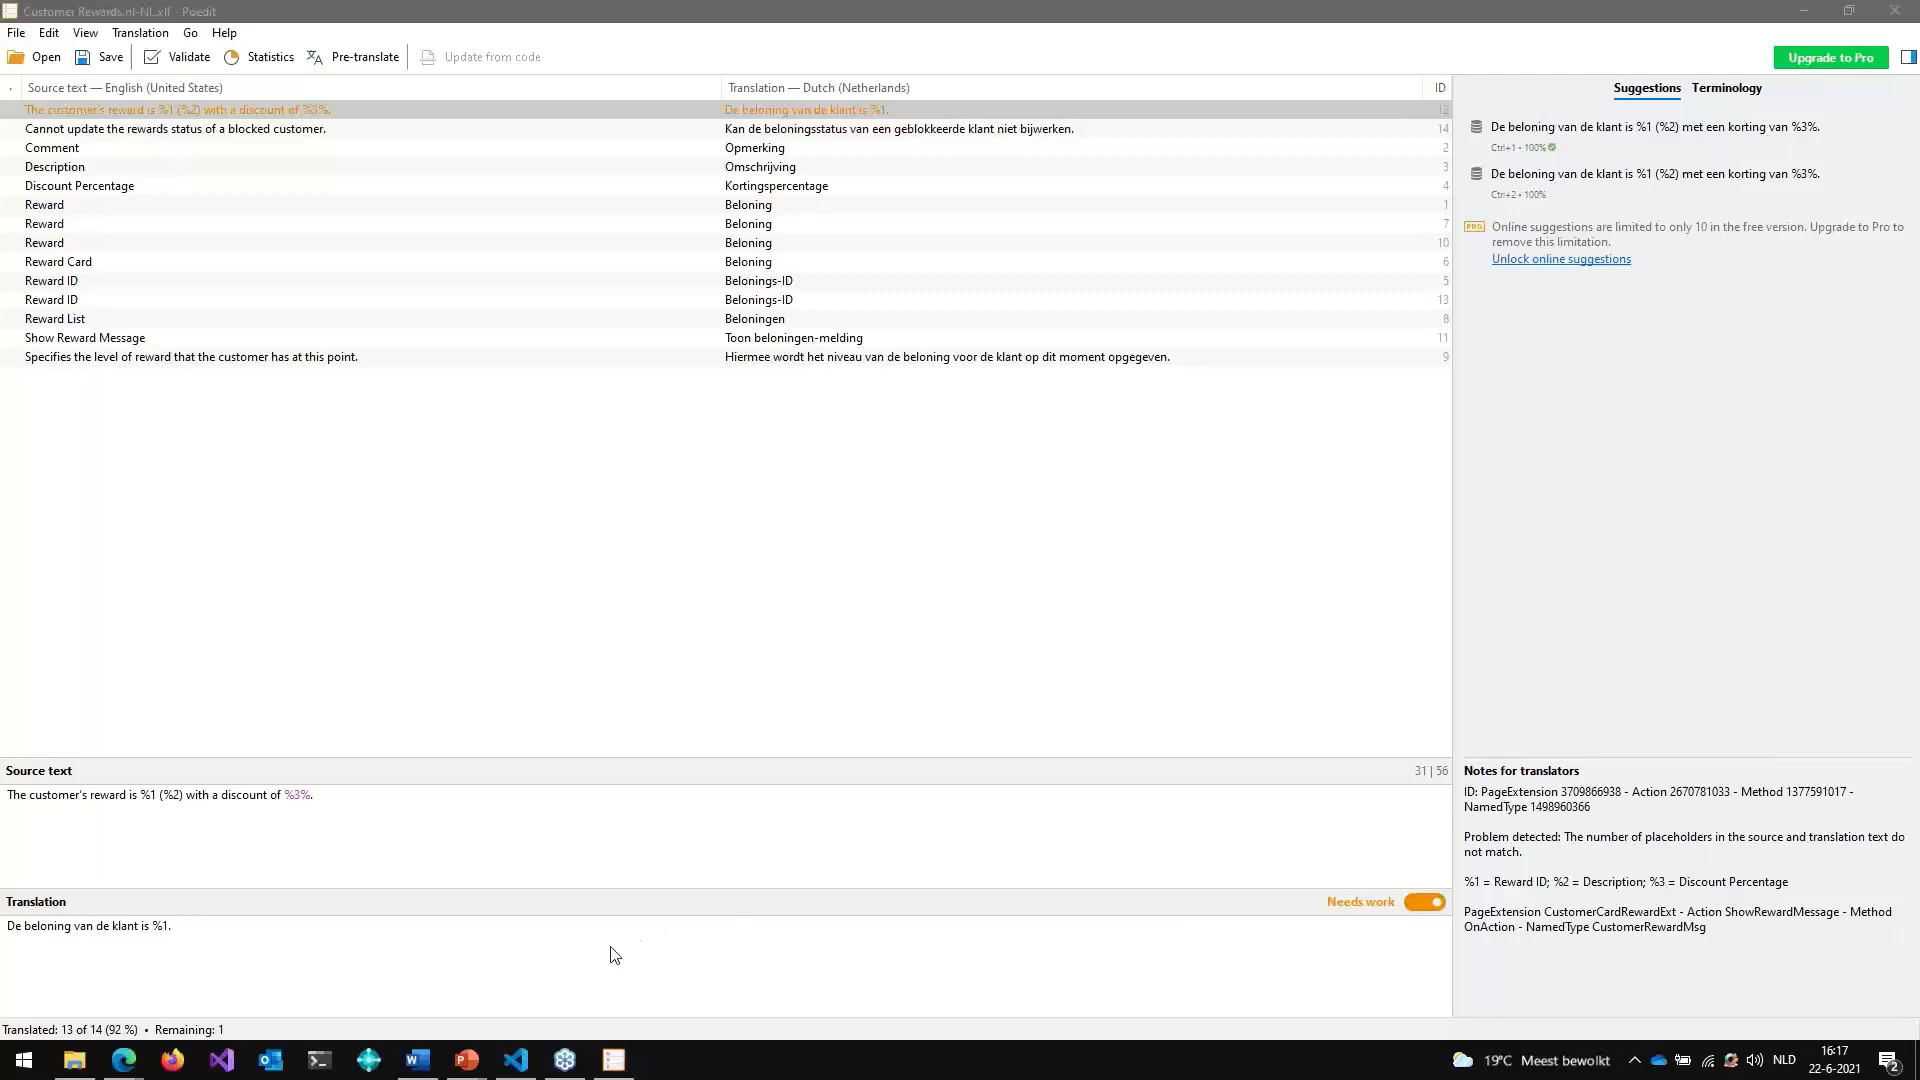 Customer Rewards.nl-NL.xlf - Poedit
File Edit View Translation Go Help
Open Save Validate Statistics Pre-translate Update from code Upgrade to Pro
Source text — English (United States) Translation — Dutch (Netherlands) ID
The customer's reward is %1 (%2) with a discount of %3%. De beloning van de klant is %1. 12
Cannot update the rewards status of a blocked customer. Kan de beloningsstatus van een geblokkeerde klant niet bijwerken. 14
Comment Opmerking 2
Description Omschrijving 3
Discount Percentage Kortingspercentage 4
Reward Beloning 1
Reward Beloning 7
Reward Beloning 10
Reward Card Beloning 6
Reward ID Belonings-ID 5
Reward ID Belonings-ID 13
Reward List Beloningen 8
Show Reward Message Toon beloningen-melding 11
Specifies the level of reward that the customer has at this point. Hiermee wordt het niveau van de beloning voor de klant op dit moment opgegeven. 9
Suggestions Terminology
De beloning van de klant is %1 (%2) met een korting van %3%.
Ctrl+1 • 100%
De beloning van de klant is %1 (%2) met een korting van %3%.
Ctrl+2 • 100%
PRO Online suggestions are limited to only 10 in the free version. Upgrade to Pro to
remove this limitation.
Unlock online suggestions
Source text 31 | 56
The customer's reward is %1 (%2) with a discount of %3%.
Translation Needs work
De beloning van de klant is %1.
Notes for translators
ID: PageExtension 3709866938 - Action 2670781033 - Method 1377591017 -
NamedType 1498960366
Problem detected: The number of placeholders in the source and translation text do
not match.
%1 = Reward ID; %2 = Description; %3 = Discount Percentage
PageExtension CustomerCardRewardExt - Action ShowRewardMessage - Method
OnAction - NamedType CustomerRewardMsg
Translated: 13 of 14 (92 %) • Remaining: 1
19°C Meest bewolkt NLD 16:17
22-6-2021 2